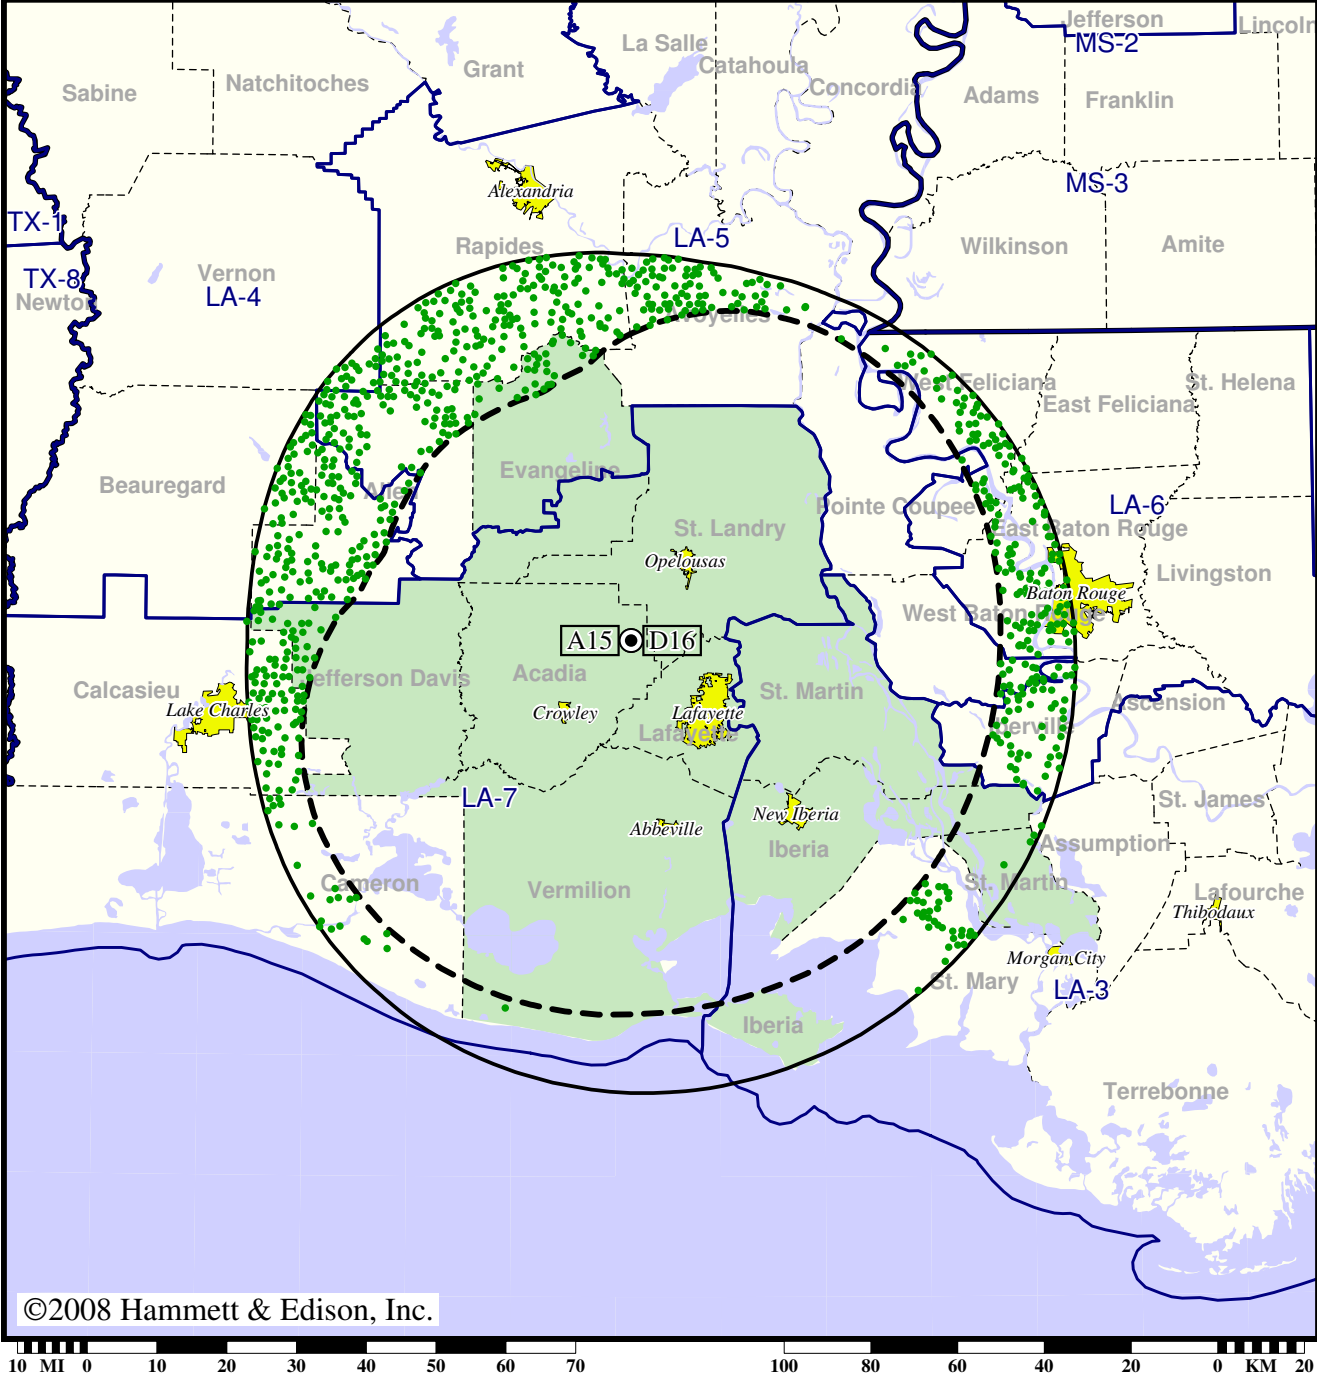 Jefferson
Lincoln
MS-2
La Salle
Catahoula
Grant
Natchitoches
Sabine
Concordia
Adams
Franklin
Alexandria
MS-3
TX-1
LA-5
Rapides
Wilkinson
Amite
TX-8
Vernon
Newton
LA-4
Avoyelles
West Feliciana
St. Helena
East Feliciana
Evangeline
Beauregard
Allen
Pointe Coupee
LA-6
St. Landry
East Baton Rouge
Opelousas
Livingston
Baton Rouge
West Baton Rouge
A15
D16
Acadia
Jefferson Davis
Calcasieu
St. Martin
Ascension
Lake Charles
Crowley
Lafayette
Iberville
Lafayette
LA-7
St. James
New Iberia
Abbeville
Iberia
Assumption
Cameron
Vermilion
St. Martin
Lafourche
Thibodaux
Morgan City
St. Mary
LA-3
Iberia
Terrebonne
©2008 Hammett & Edison, Inc.
10 MI 0 10 20 30 40 50 60 70 100 80 60 40 20 0 KM 20